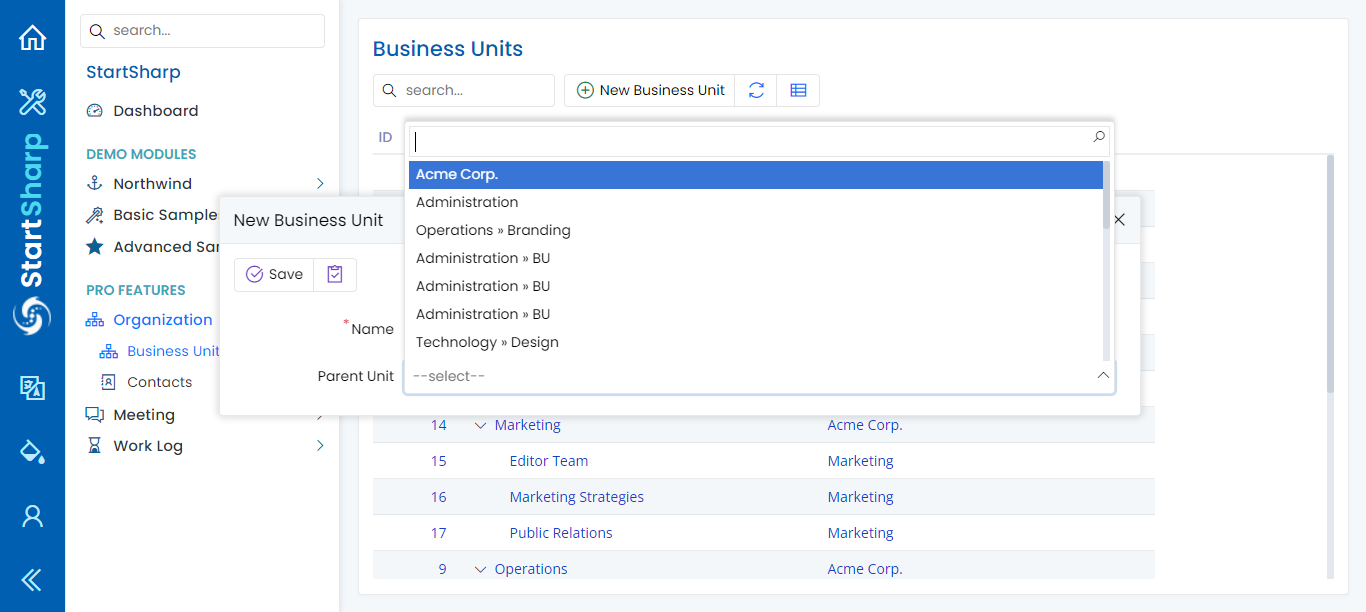 StartSharp
search...
StartSharp
Dashboard
DEMO MODULES
Northwind
Basic Sample
Advanced Sa
PRO FEATURES
Organization
Business Unit
Contacts
Meeting
Work Log
Business Units
search...
New Business Unit
ID
New Business Unit
Save
*Name
Parent Unit
Acme Corp.
Administration
Operations » Branding
Administration » BU
Administration » BU
Administration » BU
Technology » Design
--select--
14 Marketing Acme Corp.
15 Editor Team Marketing
16 Marketing Strategies Marketing
17 Public Relations Marketing
9 Operations Acme Corp.